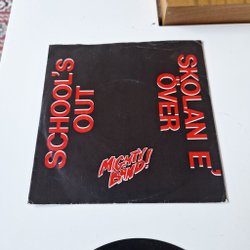 SCHOOL'S
OUT
MIGHTY
BAND!
SKOLAN E'
ÖVER